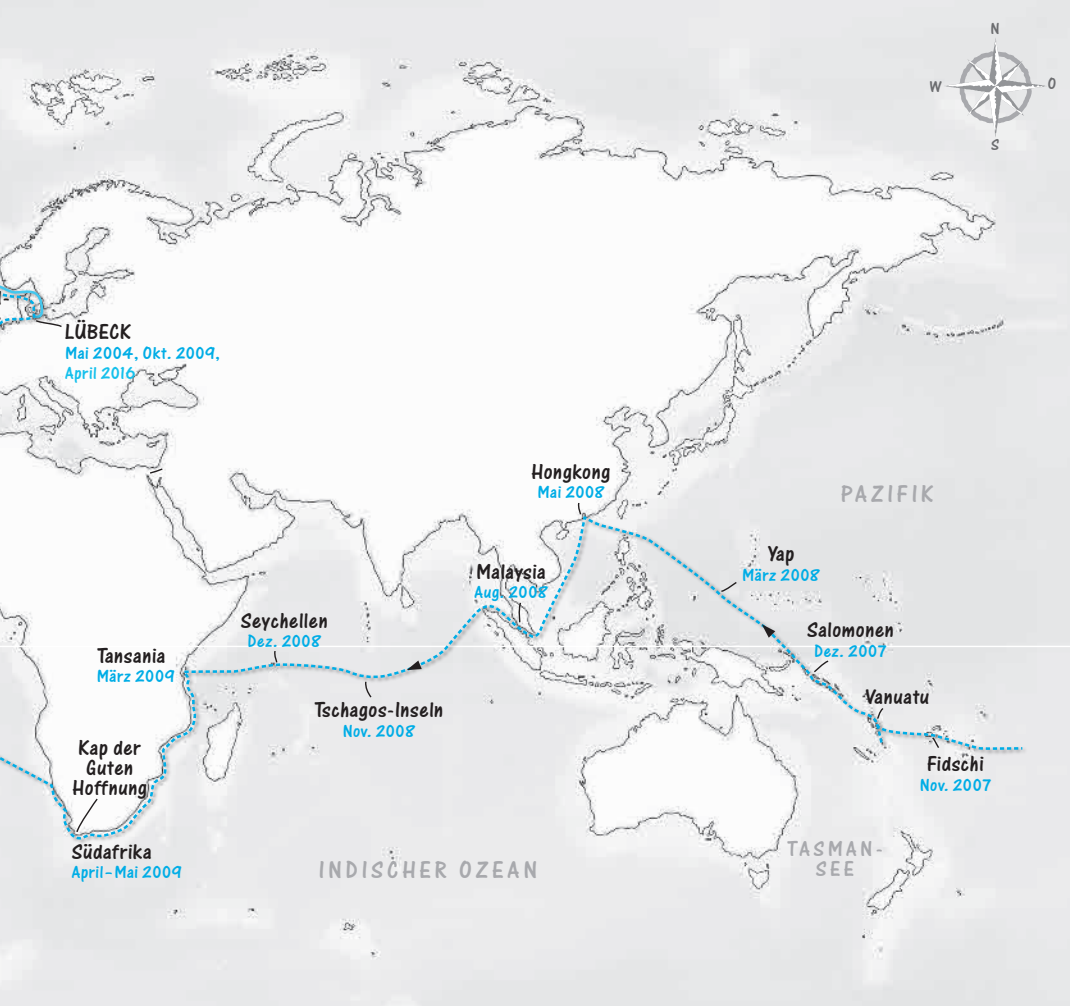 N
W
O
S
LÜBECK
Mai 2004, Okt. 2009,
April 2016
Hongkong
Mai 2008
PAZIFIK
Yap
März 2008
Malaysia
Aug. 2008
Seychellen
Dez. 2008
Salomonen
Dez. 2007
Tansania
März 2009
Vanuatu
Tschagos-Inseln
Nov. 2008
Kap der
Guten
Hoffnung
Fidschi
Nov. 2007
Südafrika
April–Mai 2009
INDISCHER OZEAN
TASMAN-
SEE